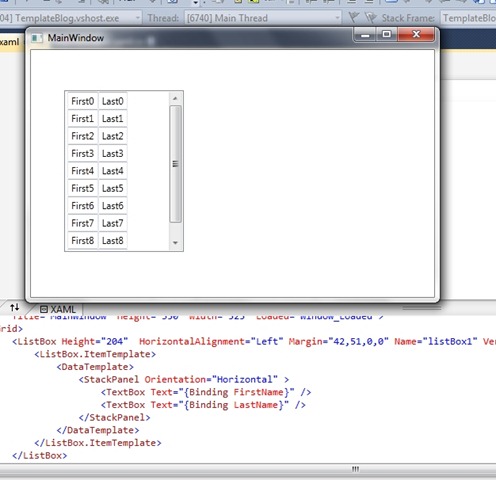 04] TemplateBlog.vshost.exe Thread: [6740] Main Thread Stack Frame: TemplateBlog
xaml
MainWindow
First0 Last0
First1 Last1
First2 Last2
First3 Last3
First4 Last4
First5 Last5
First6 Last6
First7 Last7
First8 Last8
XAML
Title="MainWindow" Height="350" Width="525" Loaded="Window_Loaded">
Grid>
<ListBox Height="204" HorizontalAlignment="Left" Margin="42,51,0,0" Name="listBox1" Ver
<ListBox.ItemTemplate>
<DataTemplate>
<StackPanel Orientation="Horizontal" >
<TextBox Text="{Binding FirstName}" />
<TextBox Text="{Binding LastName}" />
</StackPanel>
</DataTemplate>
</ListBox.ItemTemplate>
</ListBox>